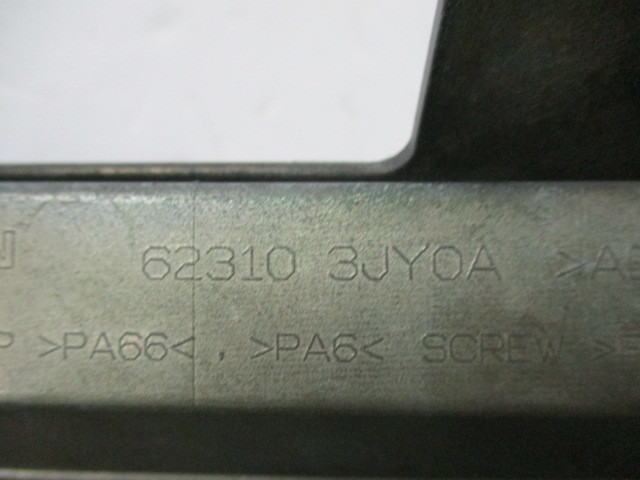 62310 3JY0A >A
>PA66< , >PA6< SCREW >